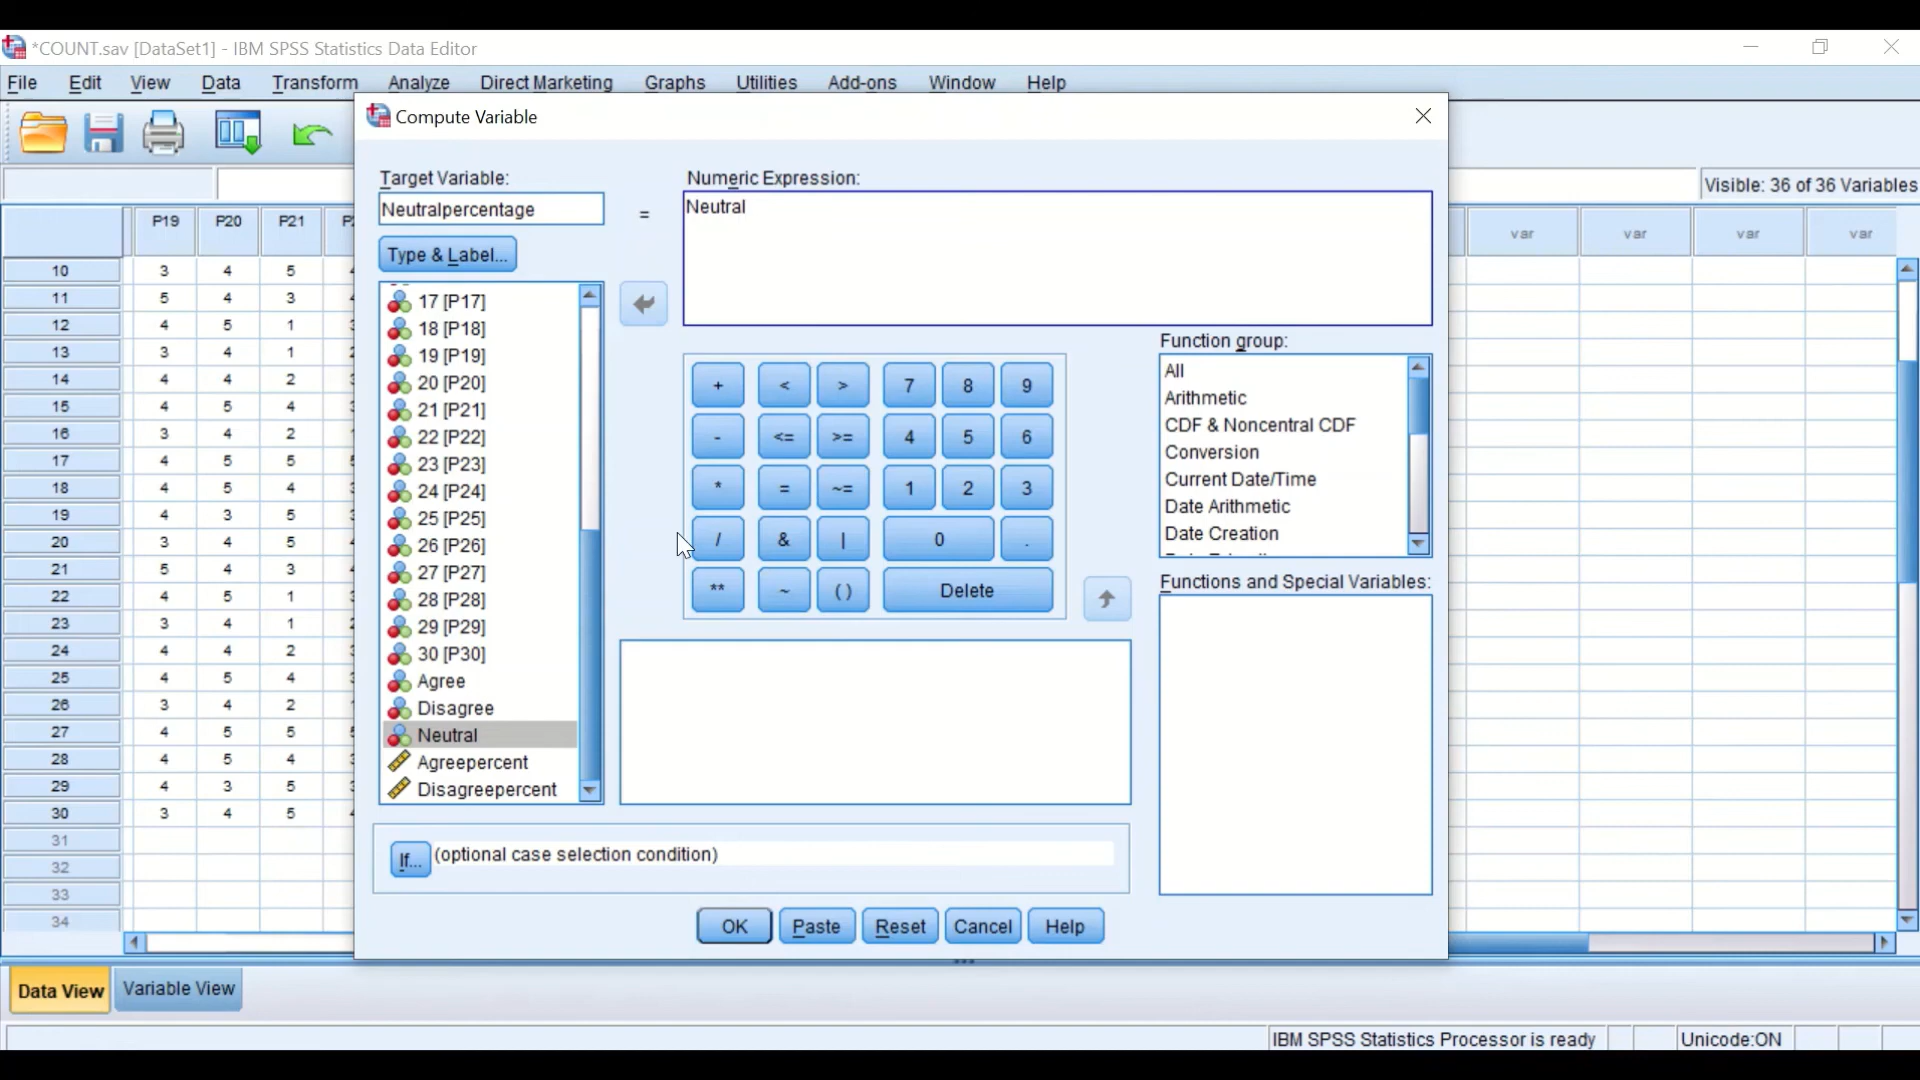 *COUNT.sav [DataSet1] - IBM SPSS Statistics Data Editor
File Edit View Data Transform Analyze Direct Marketing Graphs Utilities Add-ons Window Help
Compute Variable
Target Variable:
Neutralpercentage
=
Numeric Expression:
Neutral
Type & Label...
17 [P17]
18 [P18]
19 [P19]
20 [P20]
21 [P21]
22 [P22]
23 [P23]
24 [P24]
25 [P25]
26 [P26]
27 [P27]
28 [P28]
29 [P29]
30 [P30]
Agree
Disagree
Neutral
Agreepercent
Disagreepercent
+ < > 7 8 9
- <= >= 4 5 6
* = ~= 1 2 3
/ & | 0 .
** ~ ( ) Delete
Function group:
All
Arithmetic
CDF & Noncentral CDF
Conversion
Current Date/Time
Date Arithmetic
Date Creation
Functions and Special Variables:
If... (optional case selection condition)
OK Paste Reset Cancel Help
Visible: 36 of 36 Variables
P19 P20 P21 var var var var
10 3 4 5
11 5 4 3
12 4 5 1
13 3 4 1
14 4 4 2
15 4 5 4
16 3 4 2
17 4 5 5
18 4 5 4
19 4 3 5
20 3 4 5
21 5 4 3
22 4 5 1
23 3 4 1
24 4 4 2
25 4 5 4
26 3 4 2
27 4 5 5
28 4 5 4
29 4 3 5
30 3 4 5
31
32
33
34
Data View Variable View
IBM SPSS Statistics Processor is ready Unicode:ON